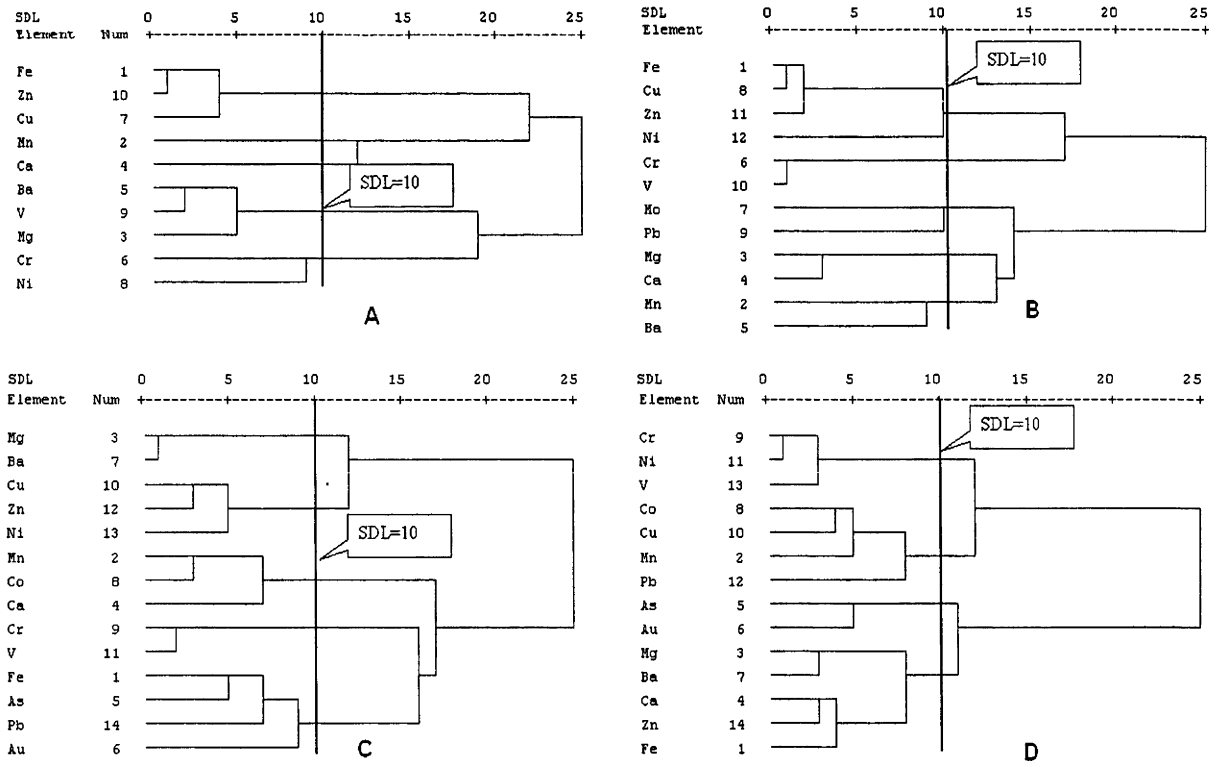 SDL 0 5 10 15 20 25
Element Num
Fe 1
Zn 10
Cu 7
Mn 2
Ca 4
Ba 5
V 9
Mg 3
Cr 6
Ni 8
SDL=10
A
SDL 0 5 10 15 20 25
Element
Fe 1
Cu 8
Zn 11
Ni 12
Cr 6
V 10
Mo 7
Pb 9
Mg 3
Ca 4
Mn 2
Ba 5
SDL=10
B
SDL 0 5 10 15 20 25
Element Num
Mg 3
Ba 7
Cu 10
Zn 12
Ni 13
Mn 2
Co 8
Ca 4
Cr 9
V 11
Fe 1
As 5
Pb 14
Au 6
SDL=10
C
SDL 0 5 10 15 20 25
Element Num
Cr 9
Ni 11
V 13
Co 8
Cu 10
Mn 2
Pb 12
As 5
Au 6
Mg 3
Ba 7
Ca 4
Zn 14
Fe 1
SDL=10
D